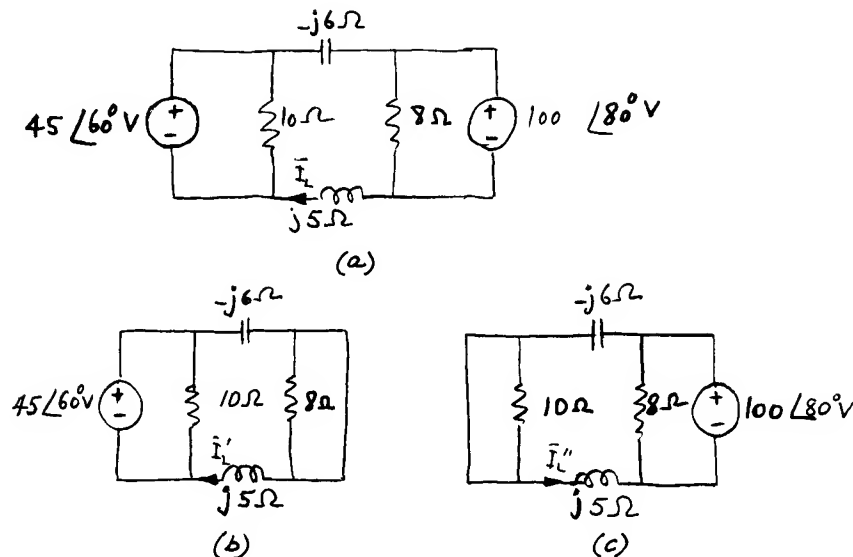 -j6Ω
45∠60°V
+
-
10Ω
8Ω
+
-
100 ∠80°V
Ī_L
j5Ω
(a)
-j6Ω
45∠60°V
+
-
10Ω
8Ω
Ī_L'
j5Ω
(b)
-j6Ω
10Ω
8Ω
+
-
100∠80°V
Ī_L''
j5Ω
(c)